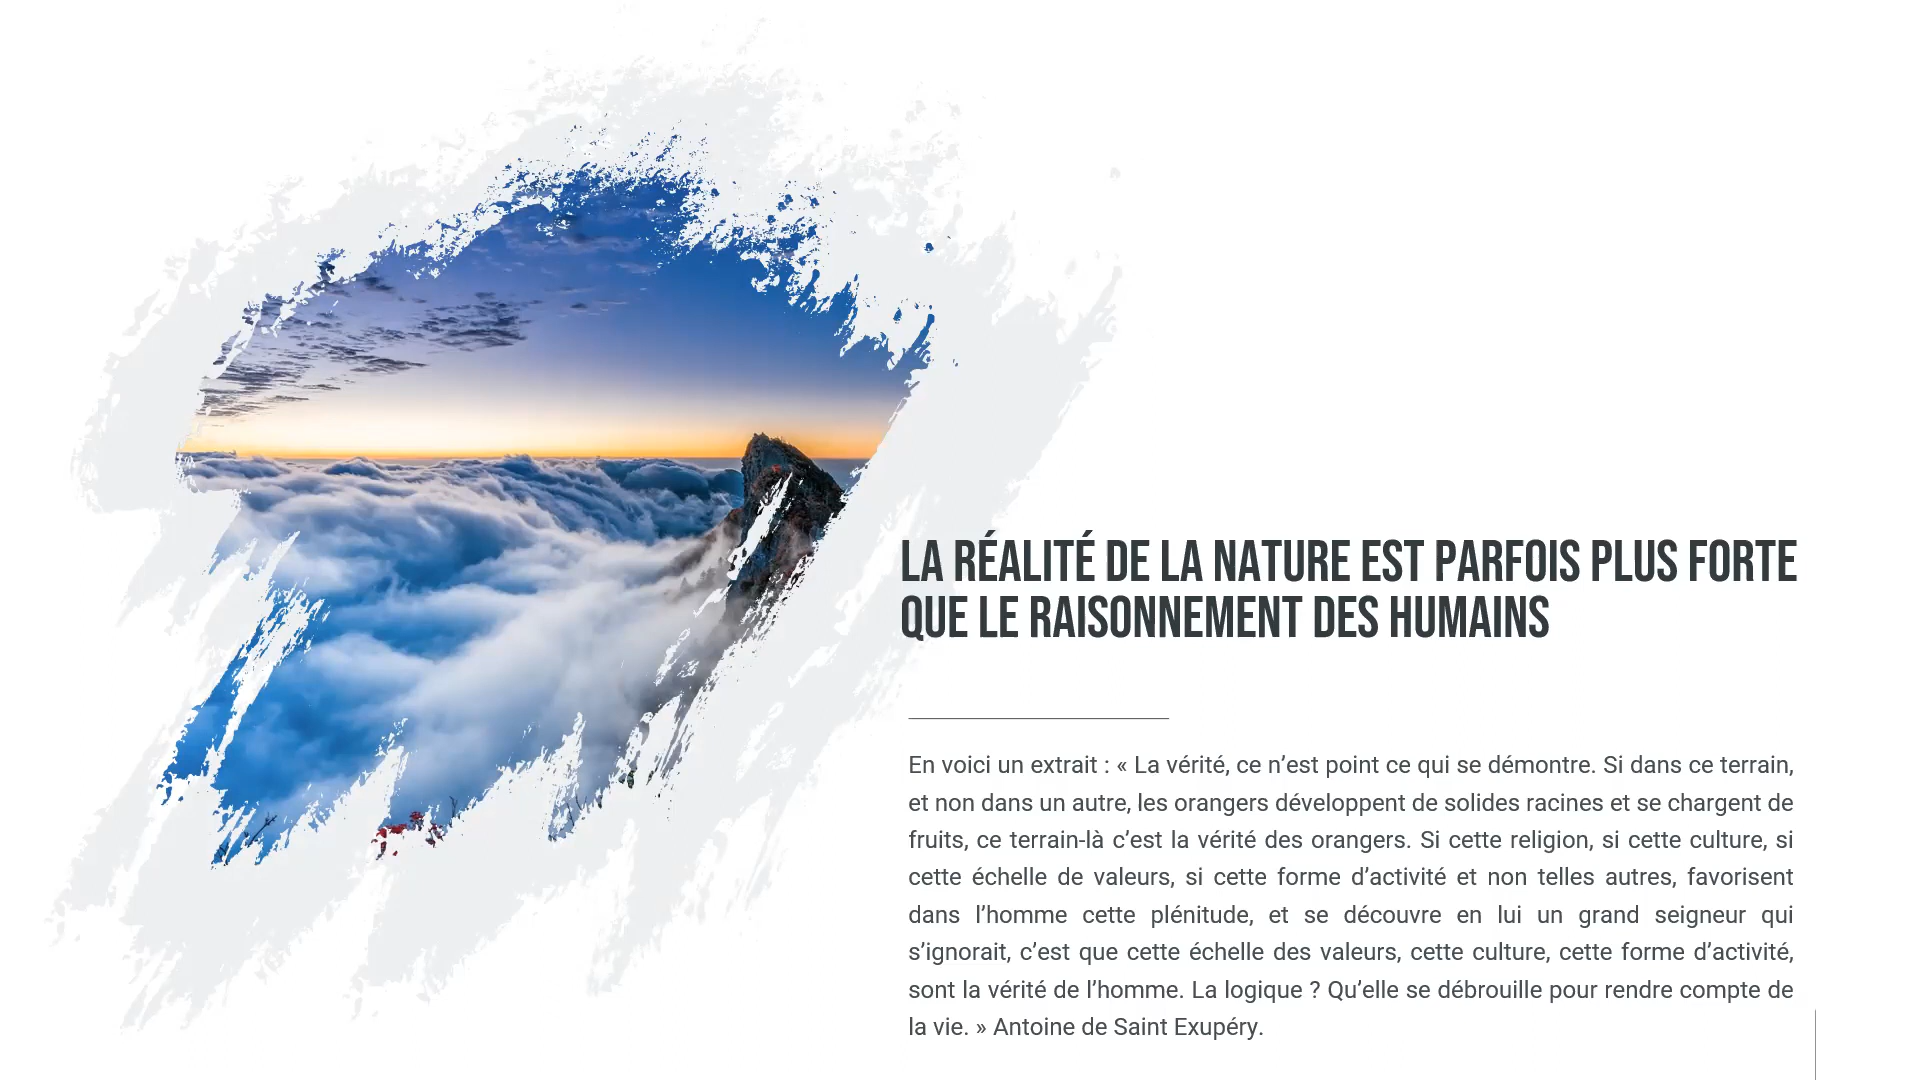 LA RÉALITÉ DE LA NATURE EST PARFOIS PLUS FORTE
QUE LE RAISONNEMENT DES HUMAINS
En voici un extrait : « La vérité, ce n’est point ce qui se démontre. Si dans ce terrain,
et non dans un autre, les orangers développent de solides racines et se chargent de
fruits, ce terrain-là c’est la vérité des orangers. Si cette religion, si cette culture, si
cette échelle de valeurs, si cette forme d’activité et non telles autres, favorisent
dans l’homme cette plénitude, et se découvre en lui un grand seigneur qui
s’ignorait, c’est que cette échelle des valeurs, cette culture, cette forme d’activité,
sont la vérité de l’homme. La logique ? Qu’elle se débrouille pour rendre compte de
la vie. » Antoine de Saint Exupéry.